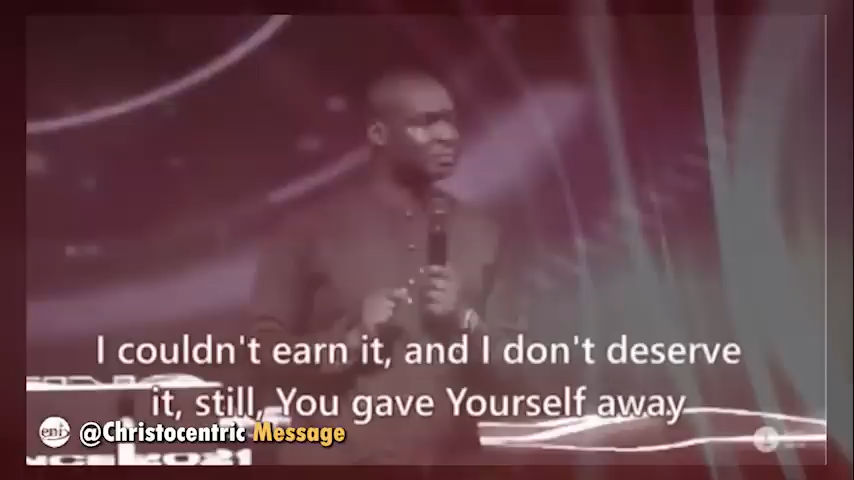 I couldn't earn it, and I don't deserve
it, still, You gave Yourself away
@Christocentric Message